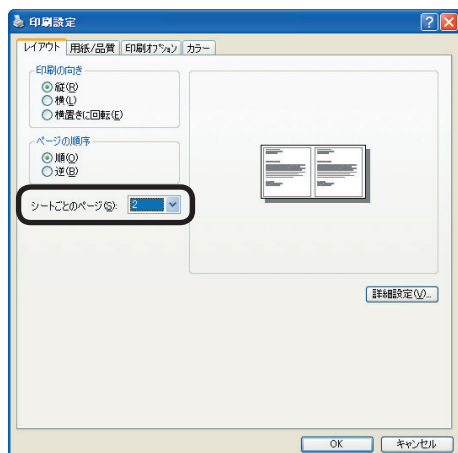 印刷設定
レイアウト 用紙/品質 印刷ｵﾌﾟｼｮﾝ カラー
印刷の向き
縦(R)
横(L)
横置きに回転(E)
ページの順序
順(O)
逆(B)
シートごとのページ(S): 2
詳細設定(V)...
OK キャンセル